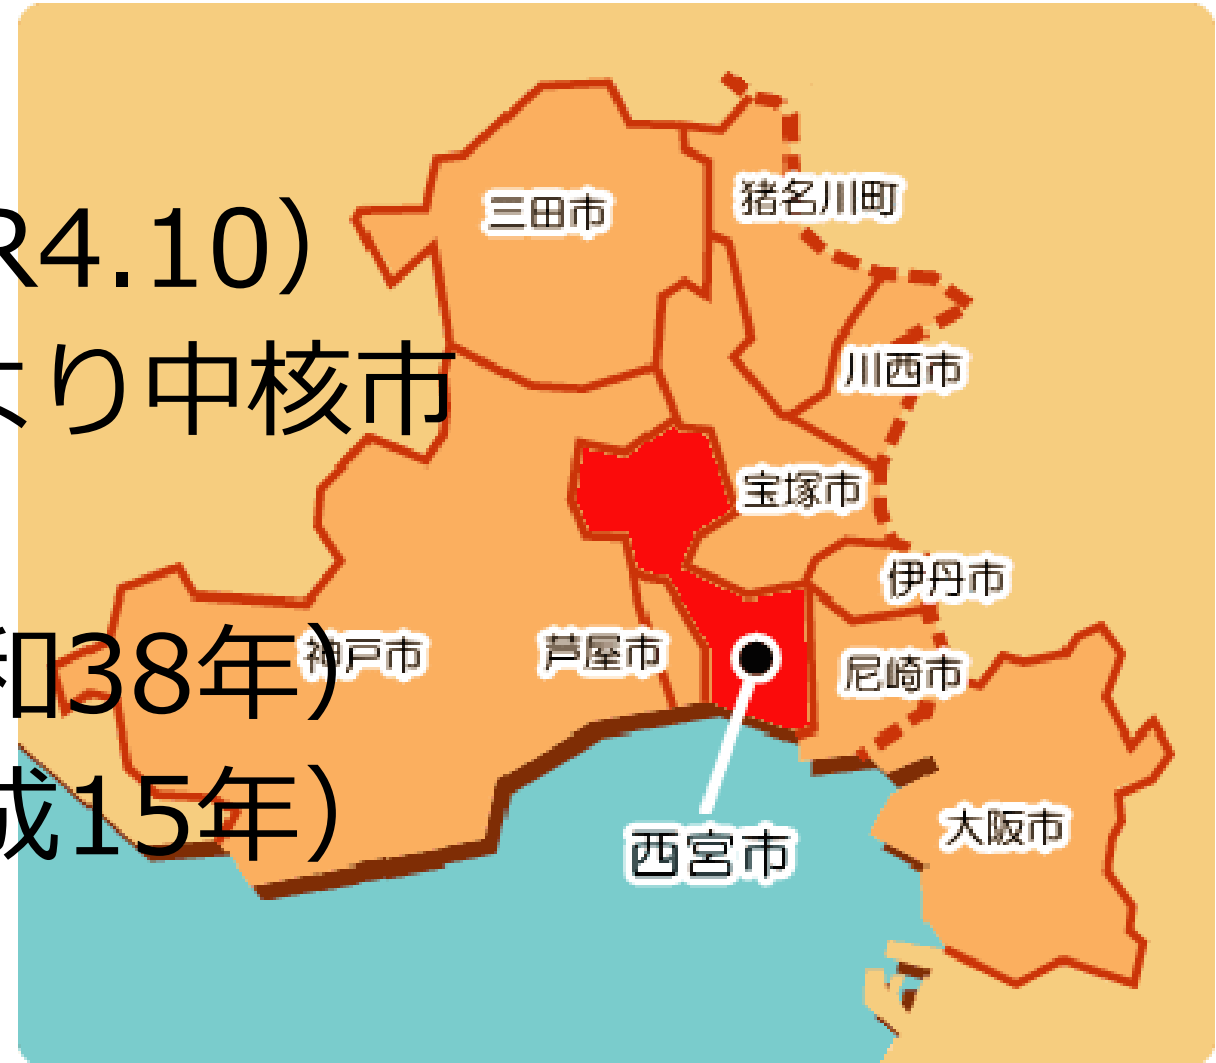 三田市
猪名川町
R4.10）
より中核市
川西市
宝塚市
伊丹市
和38年）
神戸市
芦屋市
尼崎市
成15年）
西宮市
大阪市